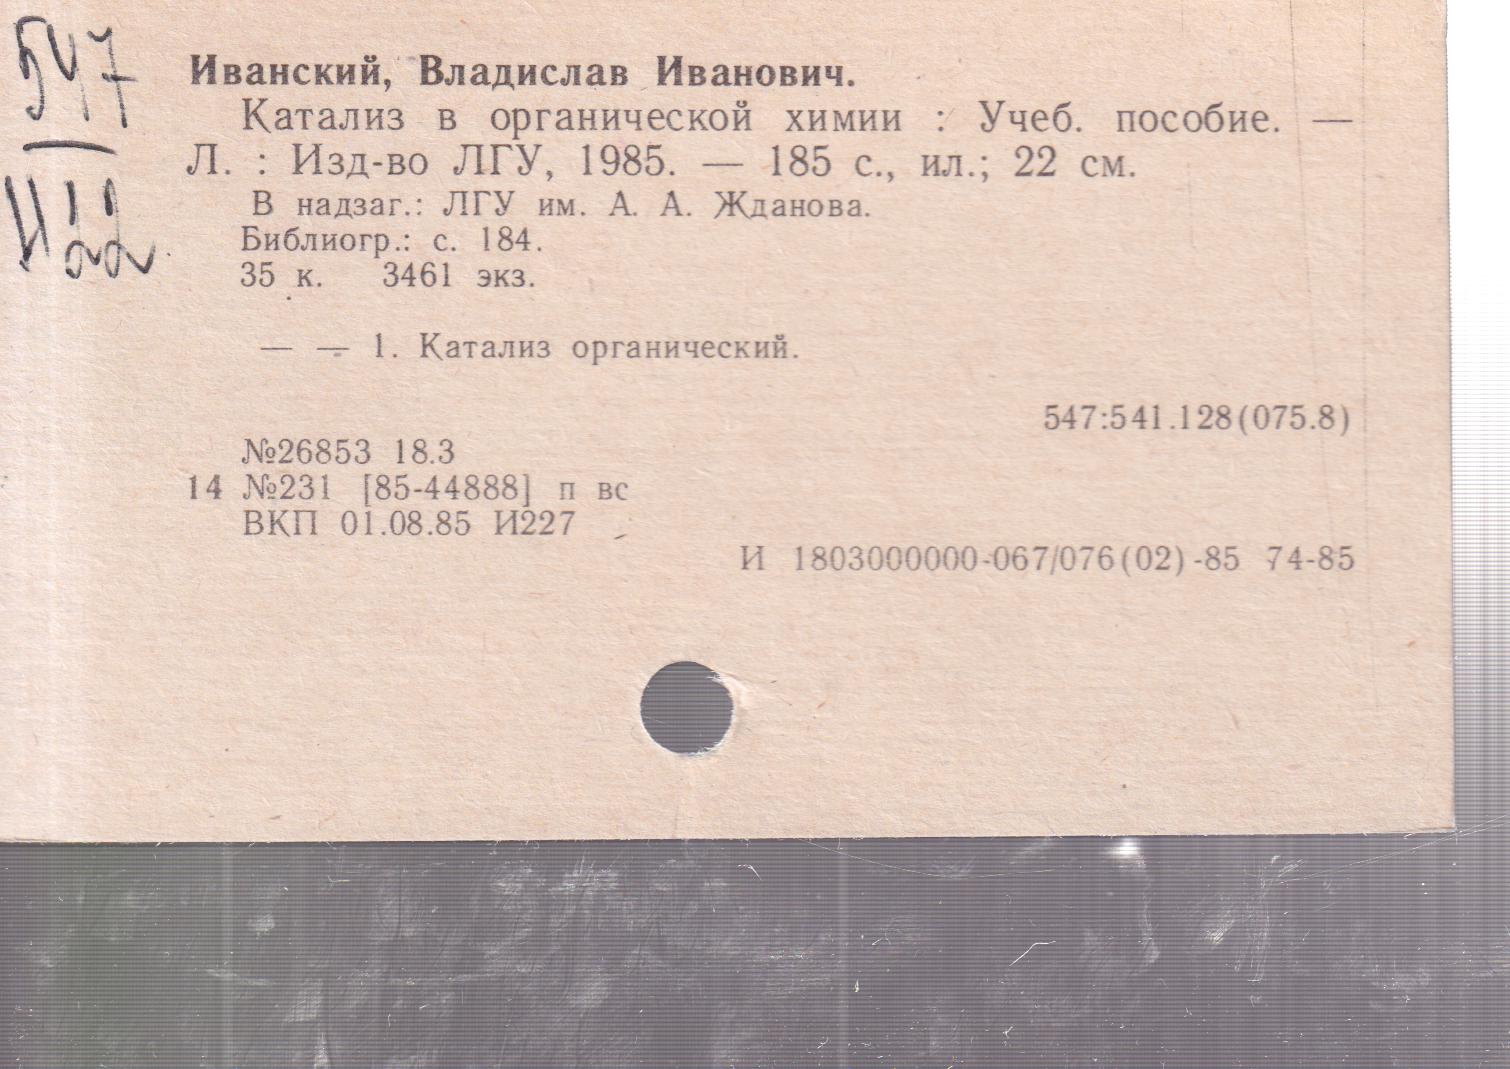 547
И22
Иванский, Владислав Иванович.
Катализ в органической химии : Учеб. пособие. —
Л. : Изд-во ЛГУ, 1985. — 185 с., ил.; 22 см.
В надзаг.: ЛГУ им. А. А. Жданова.
Библиогр.: с. 184.
35 к. 3461 экз.
— — 1. Катализ органический.
547:541.128(075.8)
№26853 18.3
14 №231 [85-44888] п вс
ВКП 01.08.85 И227
И 1803000000-067/076(02)-85 74-85